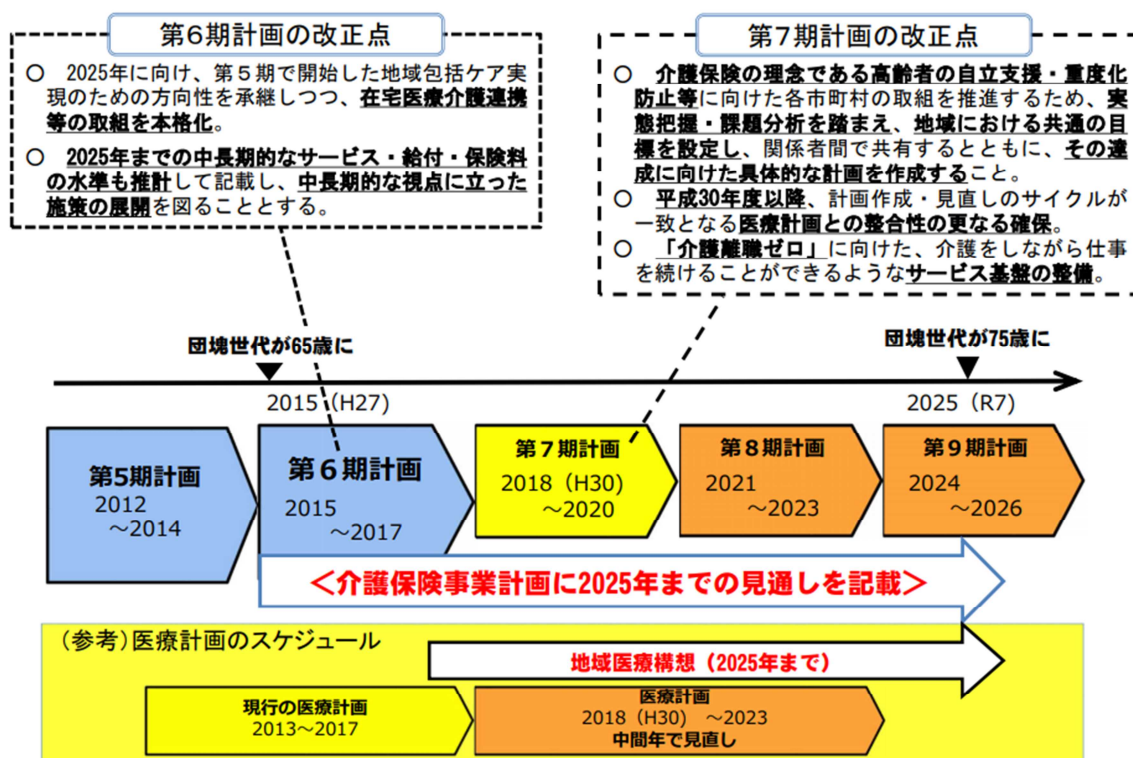 第6期計画の改正点
○ 2025年に向け、第5期で開始した地域包括ケア実
現のための方向性を承継しつつ、在宅医療介護連携
等の取組を本格化。
○ 2025年までの中長期的なサービス・給付・保険料
の水準も推計して記載し、中長期的な視点に立った
施策の展開を図ることとする。
第7期計画の改正点
○ 介護保険の理念である高齢者の自立支援・重度化
防止等に向けた各市町村の取組を推進するため、実
態把握・課題分析を踏まえ、地域における共通の目
標を設定し、関係者間で共有するとともに、その達
成に向けた具体的な計画を作成すること。
○ 平成30年度以降、計画作成・見直しのサイクルが
一致となる医療計画との整合性の更なる確保。
○ 「介護離職ゼロ」に向けた、介護をしながら仕事
を続けることができるようなサービス基盤の整備。
団塊世代が65歳に
団塊世代が75歳に
2015（H27）
2025（R7）
第5期計画
2012
～2014
第6期計画
2015
～2017
第7期計画
2018（H30）
～2020
第8期計画
2021
～2023
第9期計画
2024
～2026
＜介護保険事業計画に2025年までの見通しを記載＞
（参考）医療計画のスケジュール
地域医療構想（2025年まで）
現行の医療計画
2013～2017
医療計画
2018（H30） ～2023
中間年で見直し